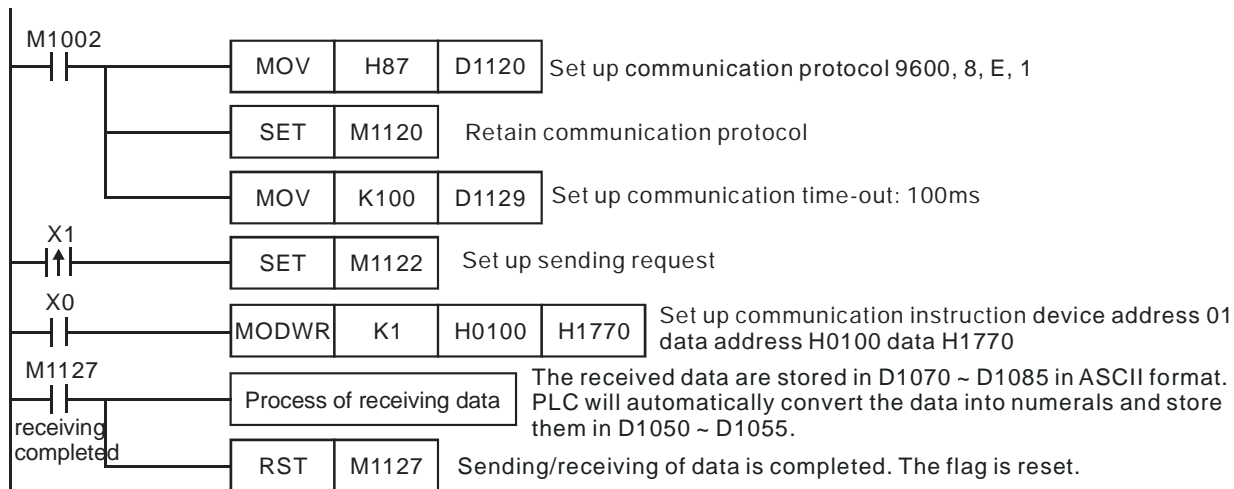 M1002
MOV H87 D1120 Set up communication protocol 9600, 8, E, 1
SET M1120 Retain communication protocol
MOV K100 D1129 Set up communication time-out: 100ms
X1
SET M1122 Set up sending request
X0
MODWR K1 H0100 H1770 Set up communication instruction device address 01
data address H0100 data H1770
M1127
receiving
completed
Process of receiving data
The received data are stored in D1070 ~ D1085 in ASCII format.
PLC will automatically convert the data into numerals and store
them in D1050 ~ D1055.
RST M1127 Sending/receiving of data is completed. The flag is reset.